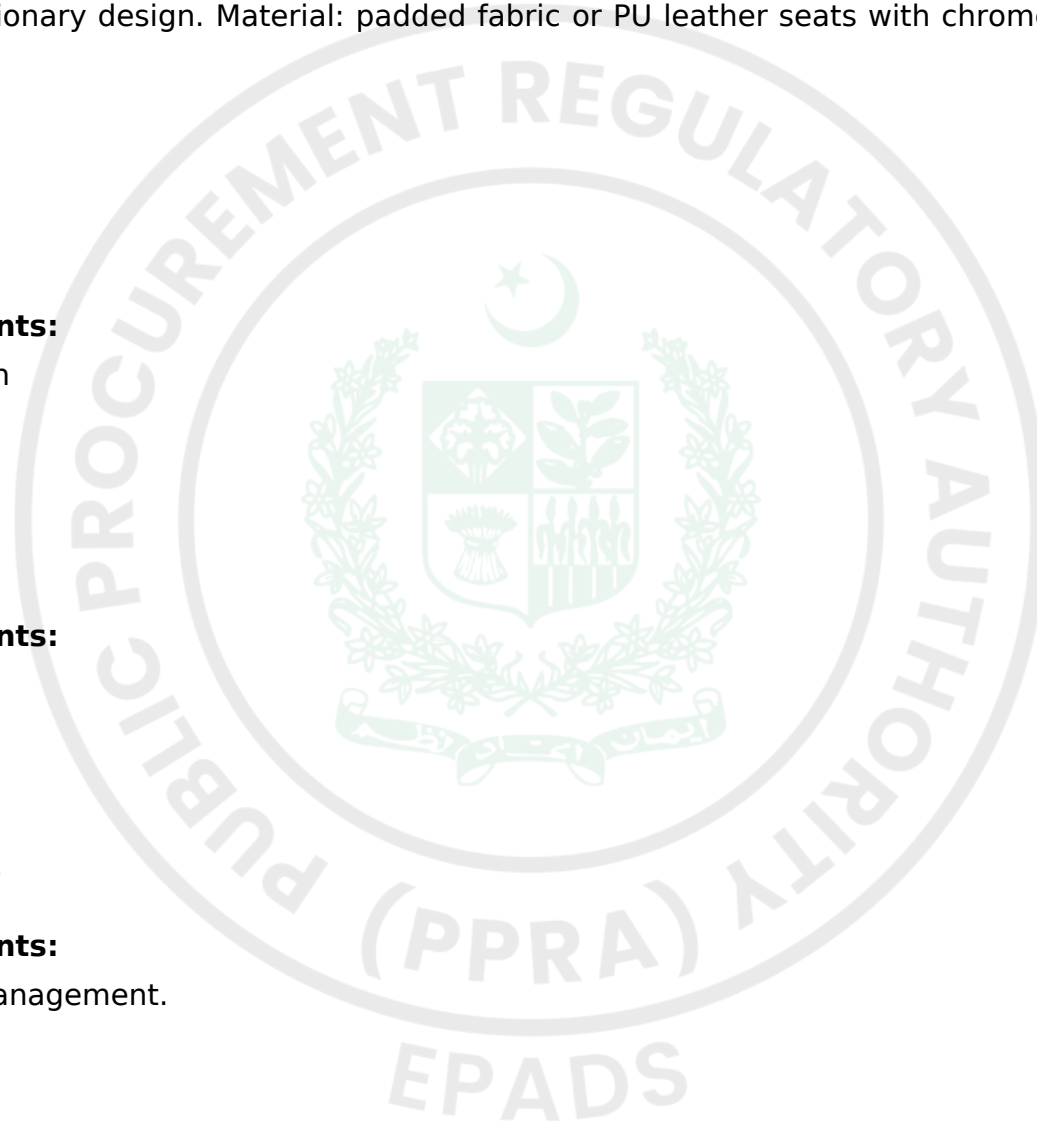 ionary design. Material: padded fabric or PU leather seats with chrom
nts:
n
nts:
nts:
anagement.
PUBLIC PROCUREMENT REGULATORY AUTHORITY
(PPRA)
EPADS